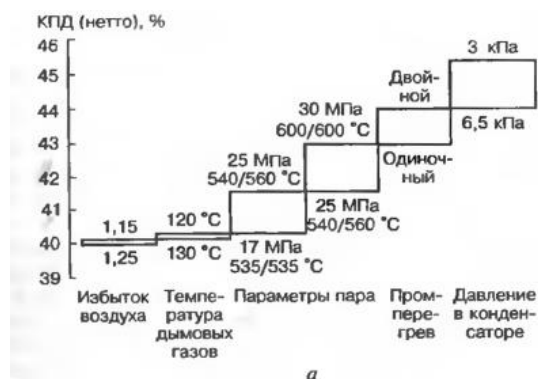 КПД (нетто), %
46
45
44
43
42
41
40
39
1,15
1,25
120 °C
130 °C
25 МПа
540/560 °C
17 МПа
535/535 °C
30 МПа
600/600 °C
25 МПа
540/560 °C
Двой-
ной
Одиноч-
ный
3 кПа
6,5 кПа
Избыток
воздуха
Темпе-
ратура
дымовых
газов
Параметры пара
Пром-
пере-
грев
Давление
в конден-
саторе
а